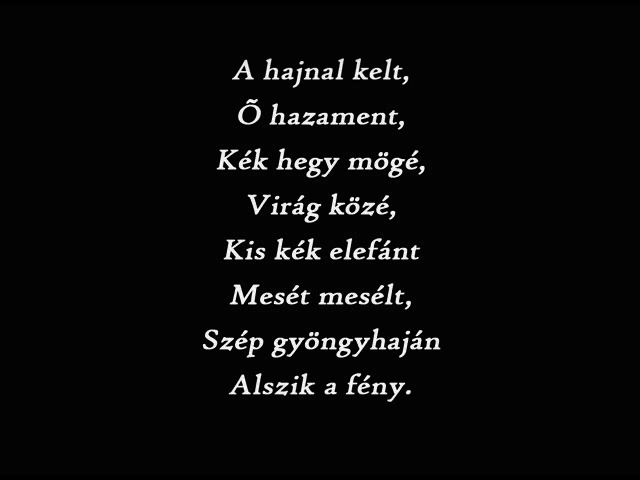 A hajnal kelt,
Õ hazament,
Kék hegy mögé,
Virág közé,
Kis kék elefánt
Mesét mesélt,
Szép gyöngyhaján
Alszik a fény.